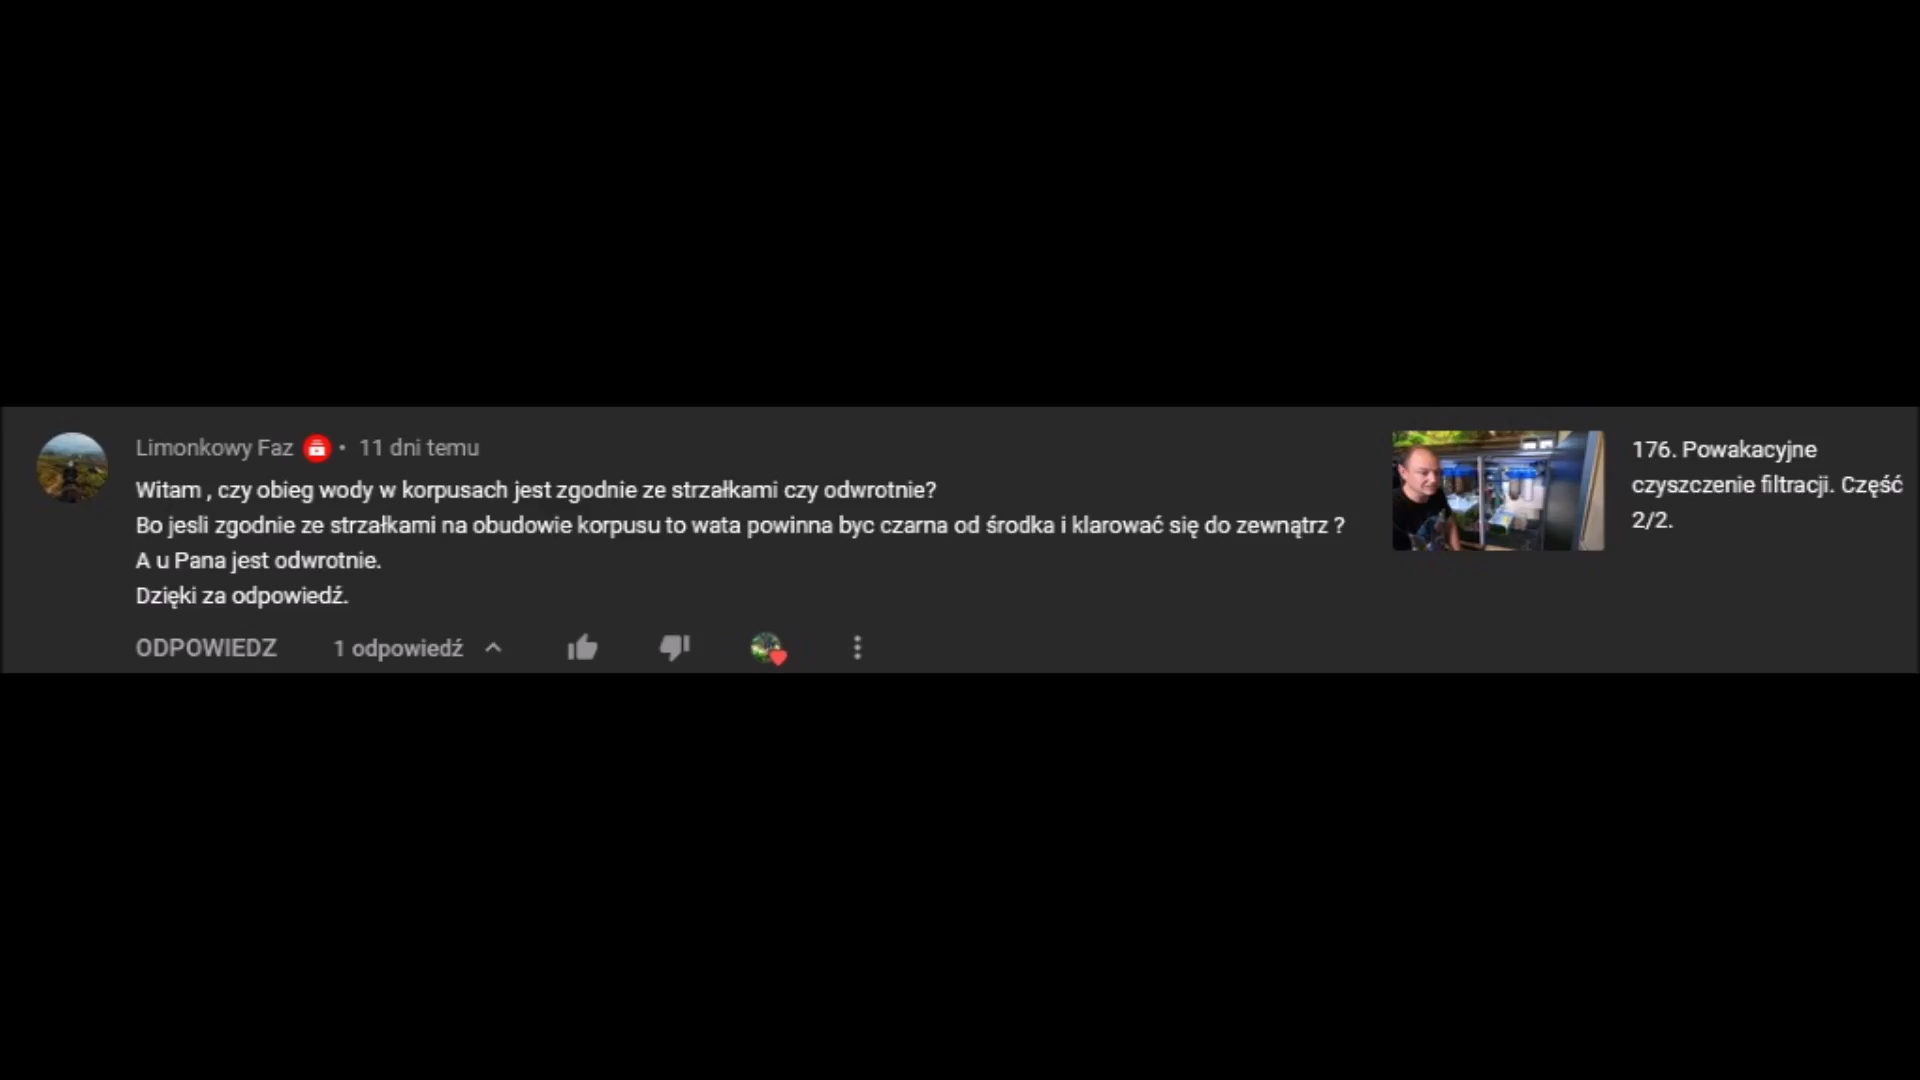 Limonkowy Faz • 11 dni temu
Witam , czy obieg wody w korpusach jest zgodnie ze strzałkami czy odwrotnie?
Bo jesli zgodnie ze strzałkami na obudowie korpusu to wata powinna byc czarna od środka i klarować się do zewnątrz ?
A u Pana jest odwrotnie.
Dzięki za odpowiedź.
ODPOWIEDZ 1 odpowiedź
176. Powakacyjne
czyszczenie filtracji. Część
2/2.